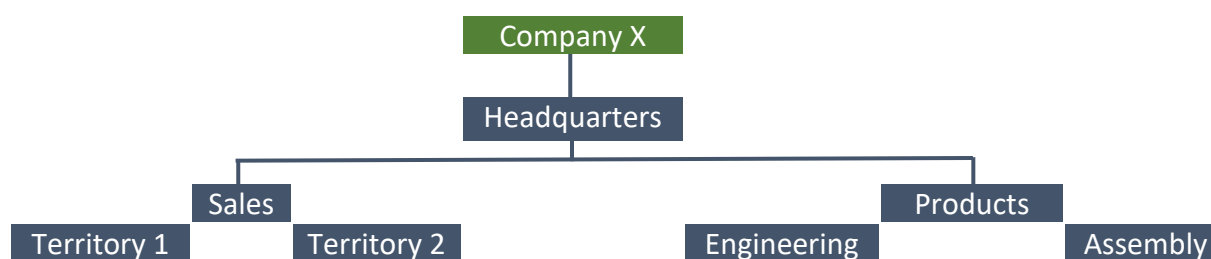 Company X
Headquarters
Sales
Products
Territory 1
Territory 2
Engineering
Assembly